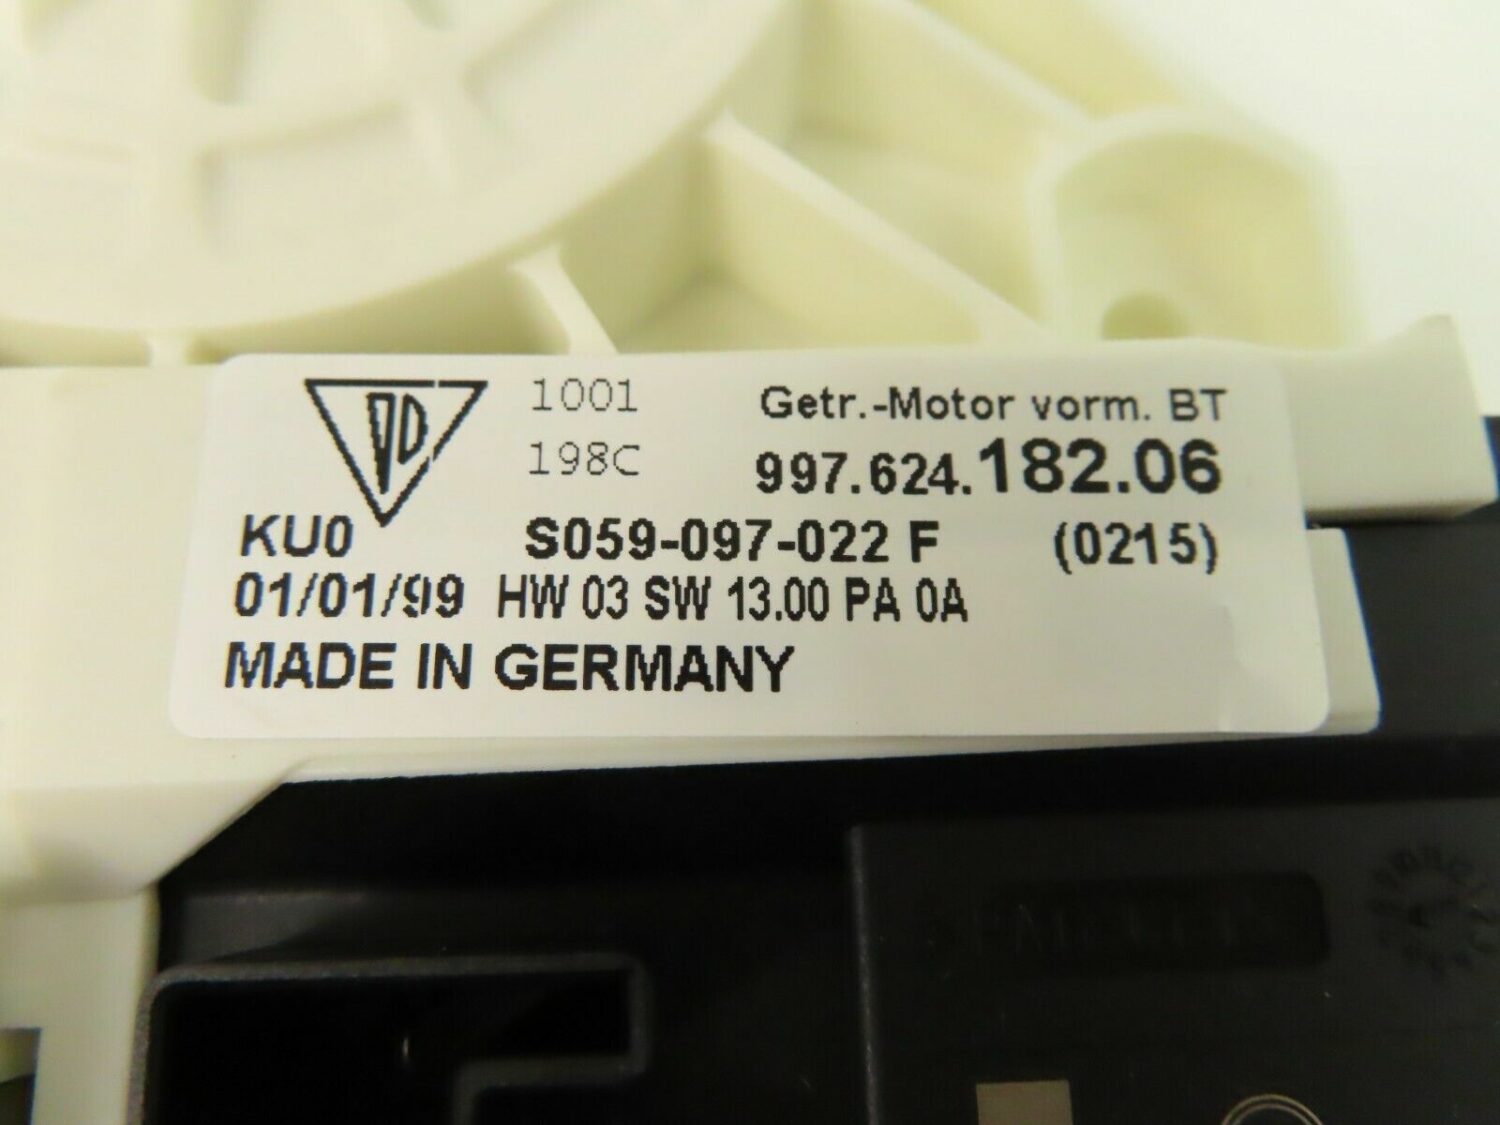 1001
198C
Getr.-Motor vorm. BT
997.624.182.06
KU0 S059-097-022 F (0215)
01/01/99 HW 03 SW 13.00 PA 0A
MADE IN GERMANY